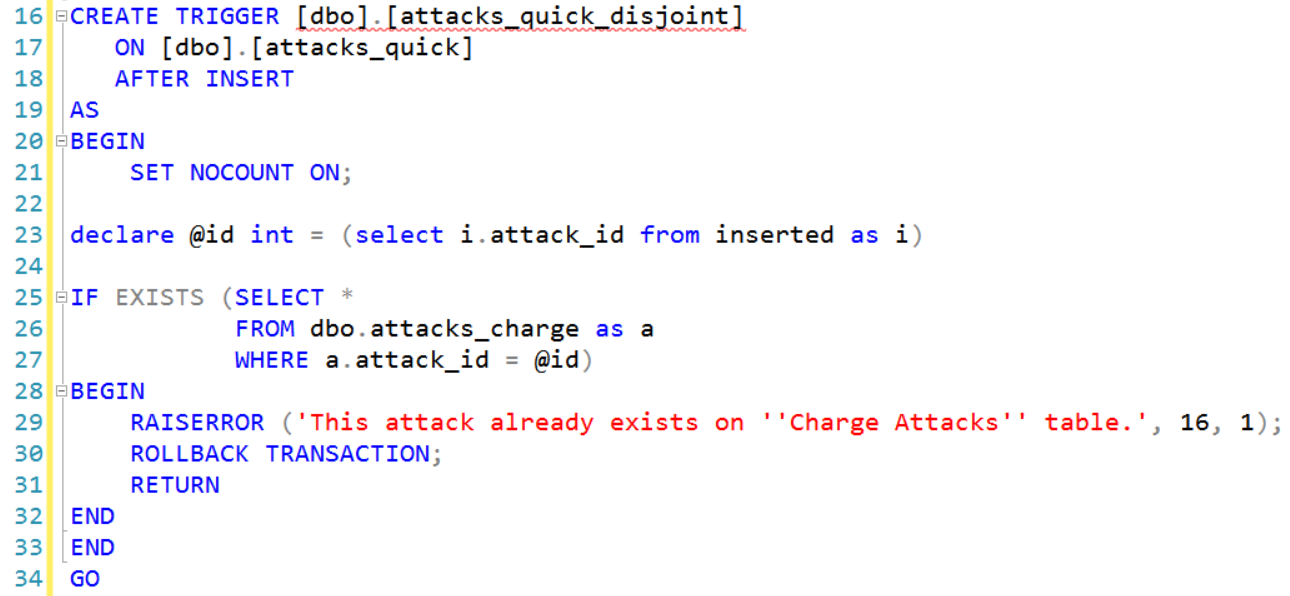 16 CREATE TRIGGER [dbo].[attacks_quick_disjoint]
17    ON [dbo].[attacks_quick]
18    AFTER INSERT
19 AS
20 BEGIN
21     SET NOCOUNT ON;
22
23 declare @id int = (select i.attack_id from inserted as i)
24
25 IF EXISTS (SELECT *
26            FROM dbo.attacks_charge as a
27            WHERE a.attack_id = @id)
28 BEGIN
29     RAISERROR ('This attack already exists on ''Charge Attacks'' table.', 16, 1);
30     ROLLBACK TRANSACTION;
31     RETURN
32 END
33 END
34 GO